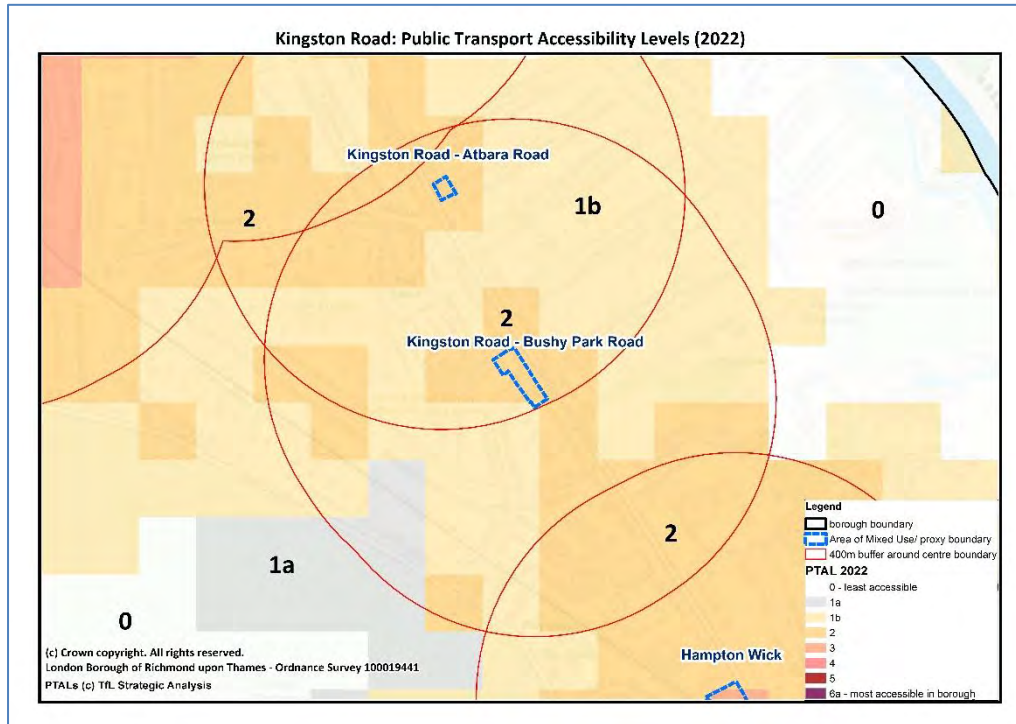 Kingston Road: Public Transport Accessibility Levels (2022)
Kingston Road - Atbara Road
2
1b
0
2
Kingston Road - Bushy Park Road
2
1a
0
Hampton Wick
Legend
borough boundary
Area of Mixed Use/ proxy boundary
400m buffer around centre boundary
PTAL 2022
0 - least accessible
1a
1b
2
3
4
5
6a - most accessible in borough
(c) Crown copyright. All rights reserved.
London Borough of Richmond upon Thames - Ordnance Survey 100019441
PTALs (c) TfL Strategic Analysis